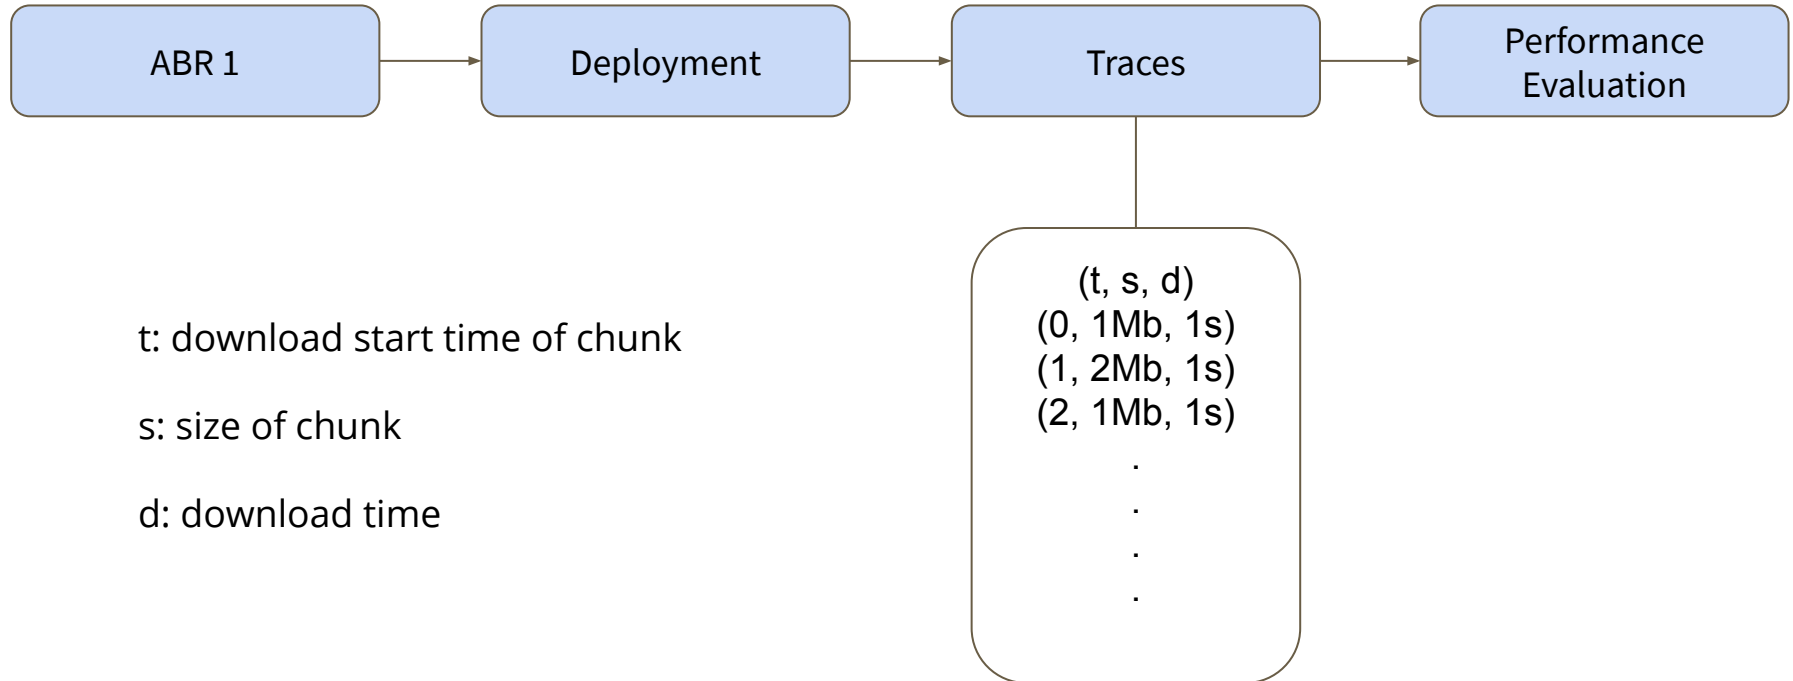 ABR 1
Deployment
Traces
Performance
Evaluation
t: download start time of chunk
s: size of chunk
d: download time
(t, s, d)
(0, 1Mb, 1s)
(1, 2Mb, 1s)
(2, 1Mb, 1s)
.
.
.
.